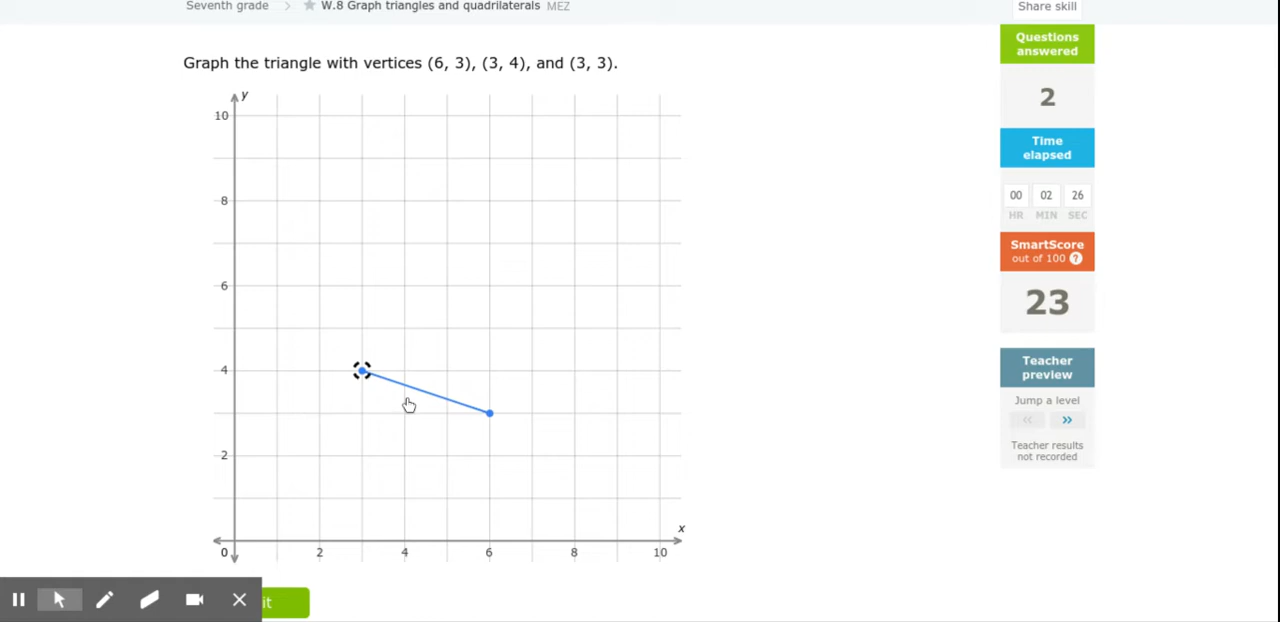 Seventh grade > W.8 Graph triangles and quadrilaterals MEZ
Share skill
Graph the triangle with vertices (6, 3), (3, 4), and (3, 3).
y
10
8
6
4
2
0
2
4
6
8
10
x
it
Questions
answered
2
Time
elapsed
00 02 26
HR MIN SEC
SmartScore
out of 100 ?
23
Teacher
preview
Jump a level
<< >>
Teacher results
not recorded